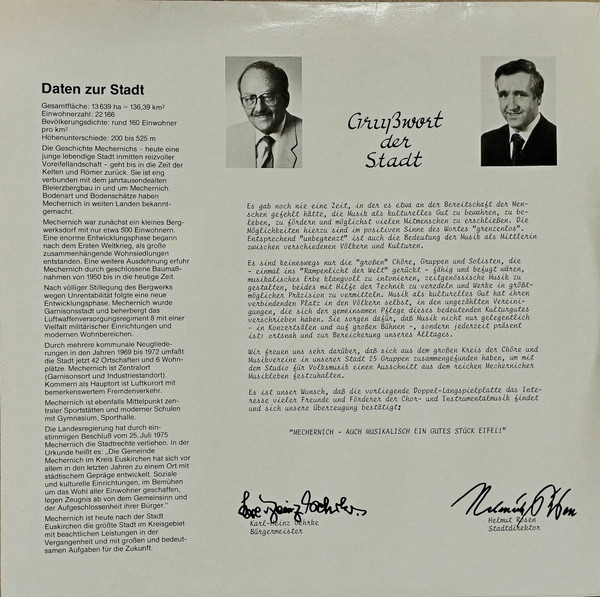 Daten zur Stadt
Gesamtfläche: 13 639 ha = 136,39 km²
Einwohnerzahl: 22 166
Bevölkerungsdichte: rund 160 Einwohner
pro km²
Höhenunterschiede: 200 bis 525 m
Die Geschichte Mechernichs – heute eine
junge lebendige Stadt inmitten reizvoller
Voreifellandschaft – geht bis in die Zeit der
Kelten und Römer zurück. Sie ist eng
verbunden mit dem jahrtausendealten
Bleierzbergbau in und um Mechernich.
Bodenart und Bodenschätze haben
Mechernich in weiten Landen bekannt-
gemacht.
Mechernich war zunächst ein kleines Berg-
werksdorf mit nur etwa 500 Einwohnern.
Eine enorme Entwicklungsphase begann
nach dem Ersten Weltkrieg, als große
zusammenhängende Wohnsiedlungen
entstanden. Eine weitere Ausdehnung erfuhr
Mechernich durch geschlossene Baumaß-
nahmen von 1950 bis in die heutige Zeit.
Nach völliger Stillegung des Bergwerks
wegen Unrentabilität folgte eine neue
Entwicklungsphase. Mechernich wurde
Garnisonsstadt und beherbergt das
Luftwaffenversorgungsregiment 8 mit einer
Vielfalt militärischer Einrichtungen und
modernen Wohnbereichen.
Durch mehrere kommunale Neugliede-
rungen in den Jahren 1969 bis 1972 umfaßt
die Stadt jetzt 42 Ortschaften und 6 Wohn-
plätze. Mechernich ist Zentralort
(Garnisonsort und Industriestandort).
Kommern als Hauptort ist Luftkurort mit
bemerkenswertem Fremdenverkehr.
Mechernich ist ebenfalls Mittelpunkt zen-
traler Sportstätten und moderner Schulen
mit Gymnasium, Sporthalle.
Die Landesregierung hat durch ein-
stimmigen Beschluß vom 25. Juli 1975
Mechernich die Stadtrechte verliehen. In der
Urkunde heißt es: „Die Gemeinde
Mechernich im Kreis Euskirchen hat sich vor
allem in den letzten Jahren zu einem Ort mit
städtischem Gepräge entwickelt. Soziale
und kulturelle Einrichtungen, im Bemühen
um das Wohl aller Einwohner geschaffen,
legen Zeugnis ab von dem Gemeinsinn und
der Aufgeschlossenheit ihrer Bürger."
Mechernich ist heute nach der Stadt
Euskirchen die größte Stadt im Kreisgebiet
mit beachtlichen Leistungen in der
Vergangenheit und mit großen und bedeut-
samen Aufgaben für die Zukunft.
Grußwort
der
Stadt
Es gab noch nie eine Zeit, in der es etwa an der Bereitschaft der Men-
schen gefehlt hätte, die Musik als kulturelles Gut zu bewahren, zu be-
leben, zu fördern und möglichst vielen Mitmenschen zu erschließen. Die
Möglichkeiten hierzu sind im positiven Sinne des Wortes "grenzenlos".
Entsprechend "unbegrenzt" ist auch die Bedeutung der Musik als Mittlerin
zwischen verschiedenen Völkern und Kulturen.
Es sind keineswegs nur die "großen" Chöre, Gruppen und Solisten, die
- einmal ins "Rampenlicht der Welt" gerückt - fähig und befugt wären,
musikalisches Erbe klangvoll zu intonieren, zeitgenössische Musik zu
gestalten, beides mit Hilfe der Technik zu veredeln und Werke in größt-
möglicher Präzision zu vermitteln. Musik als kulturelles Gut hat ihren
verbindenden Platz in den Völkern selbst, in den ungezählten Vereini-
gungen, die sich der gemeinsamen Pflege dieses bedeutenden Kulturgutes
verschrieben haben. Sie sorgen dafür, daß Musik nicht nur gelegentlich
- in Konzertsälen und auf großen Bühnen -, sondern jederzeit präsent
ist: ortsnah und zur Bereicherung unseres Alltages.
Wir freuen uns sehr darüber, daß sich aus dem großen Kreis der Chöre und
Musikvereine in unserer Stadt 15 Gruppen zusammengefunden haben, um mit
dem Studio für Volksmusik einen Ausschnitt aus dem reichen Mechernicher
Musikleben festzuhalten.
Es ist unser Wunsch, daß die vorliegende Doppel-Langspielplatte das Inte-
resse vieler Freunde und Förderer der Chor- und Instrumentalmusik findet
und sich unsere Überzeugung bestätigt:
"MECHERNICH - AUCH MUSIKALISCH EIN GUTES STÜCK EIFEL!"
Karl-Heinz Gehrke
Bürgermeister
Helmut Rosen
Stadtdirektor